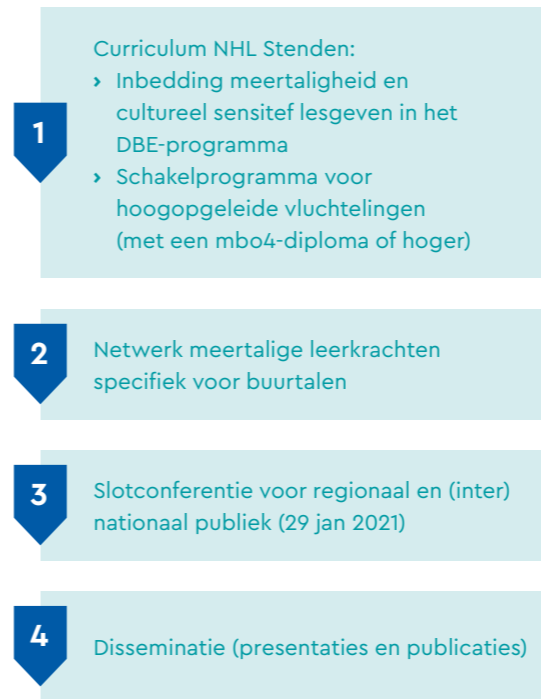 1
Curriculum NHL Stenden:
› Inbedding meertaligheid en
cultureel sensitef lesgeven in het
DBE-programma
› Schakelprogramma voor
hoogopgeleide vluchtelingen
(met een mbo4-diploma of hoger)
2
Netwerk meertalige leerkrachten
specifiek voor buurtalen
3
Slotconferentie voor regionaal en (inter)
nationaal publiek (29 jan 2021)
4
Disseminatie (presentaties en publicaties)